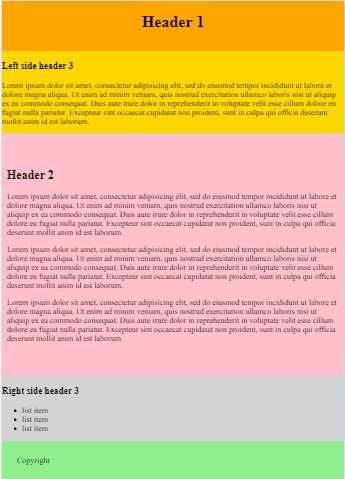 Header 1
Left side header 3
Lorem ipsum dolor sit amet, consectetur adipisicing elit, sed do eiusmod tempor incididunt ut labore et
dolore magna aliqua. Ut enim ad minim veniam, quis nostrud exercitation ullamco laboris nisi ut aliquip
ex ea commodo consequat. Duis aute irure dolor in reprehenderit in voluptate velit esse cillum dolore eu
fugiat nulla pariatur. Excepteur sint occaecat cupidatat non proident, sunt in culpa qui officia deserunt
mollit anim id est laborum.
Header 2
Lorem ipsum dolor sit amet, consectetur adipisicing elit, sed do eiusmod tempor incididunt ut labore et
dolore magna aliqua. Ut enim ad minim veniam, quis nostrud exercitation ullamco laboris nisi ut
aliquip ex ea commodo consequat. Duis aute irure dolor in reprehenderit in voluptate velit esse cillum
dolore eu fugiat nulla pariatur. Excepteur sint occaecat cupidatat non proident, sunt in culpa qui officia
deserunt mollit anim id est laborum.
Lorem ipsum dolor sit amet, consectetur adipisicing elit, sed do eiusmod tempor incididunt ut labore et
dolore magna aliqua. Ut enim ad minim veniam, quis nostrud exercitation ullamco laboris nisi ut
aliquip ex ea commodo consequat. Duis aute irure dolor in reprehenderit in voluptate velit esse cillum
dolore eu fugiat nulla pariatur. Excepteur sint occaecat cupidatat non proident, sunt in culpa qui officia
deserunt mollit anim id est laborum.
Lorem ipsum dolor sit amet, consectetur adipisicing elit, sed do eiusmod tempor incididunt ut labore et
dolore magna aliqua. Ut enim ad minim veniam, quis nostrud exercitation ullamco laboris nisi ut
aliquip ex ea commodo consequat. Duis aute irure dolor in reprehenderit in voluptate velit esse cillum
dolore eu fugiat nulla pariatur. Excepteur sint occaecat cupidatat non proident, sunt in culpa qui officia
deserunt mollit anim id est laborum.
Right side header 3
• list item
• list item
• list item
Copyright